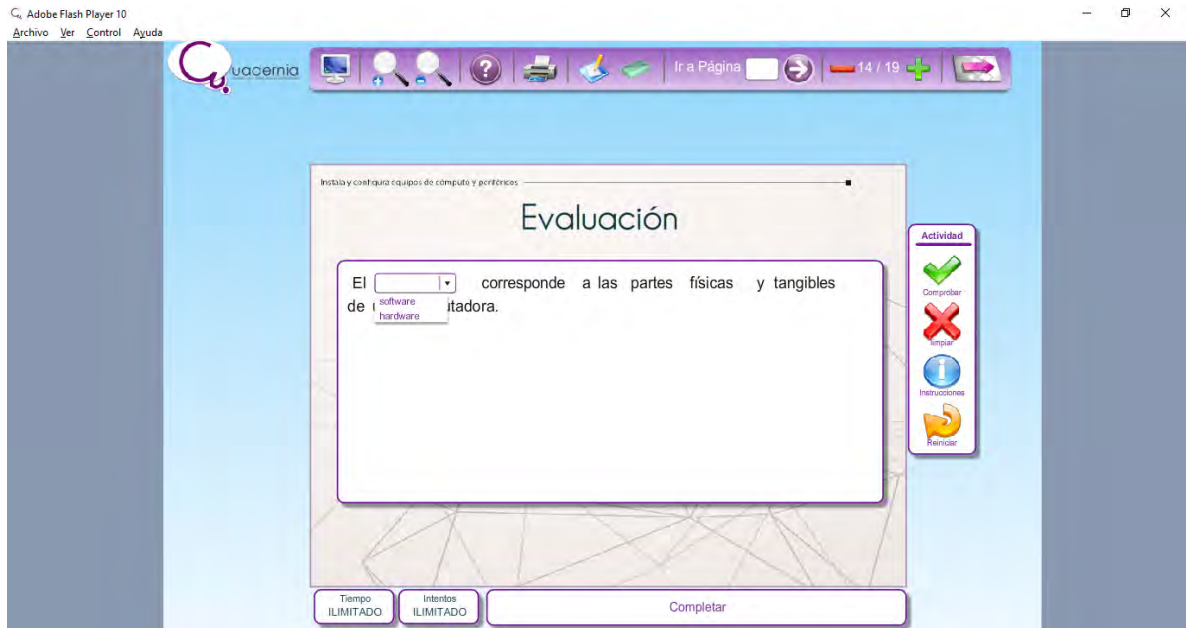 Adobe Flash Player 10
Archivo Ver Control Ayuda
Cuacernia
Ir a Página
14 / 19
Instala y configura equipos de cómputo y periféricos
Evaluación
El corresponde a las partes físicas y tangibles
software
de utadora.
hardware
Actividad
Comprobar
limpiar
Instrucciones
Reiniciar
Tiempo
ILIMITADO
Intentos
ILIMITADO
Completar